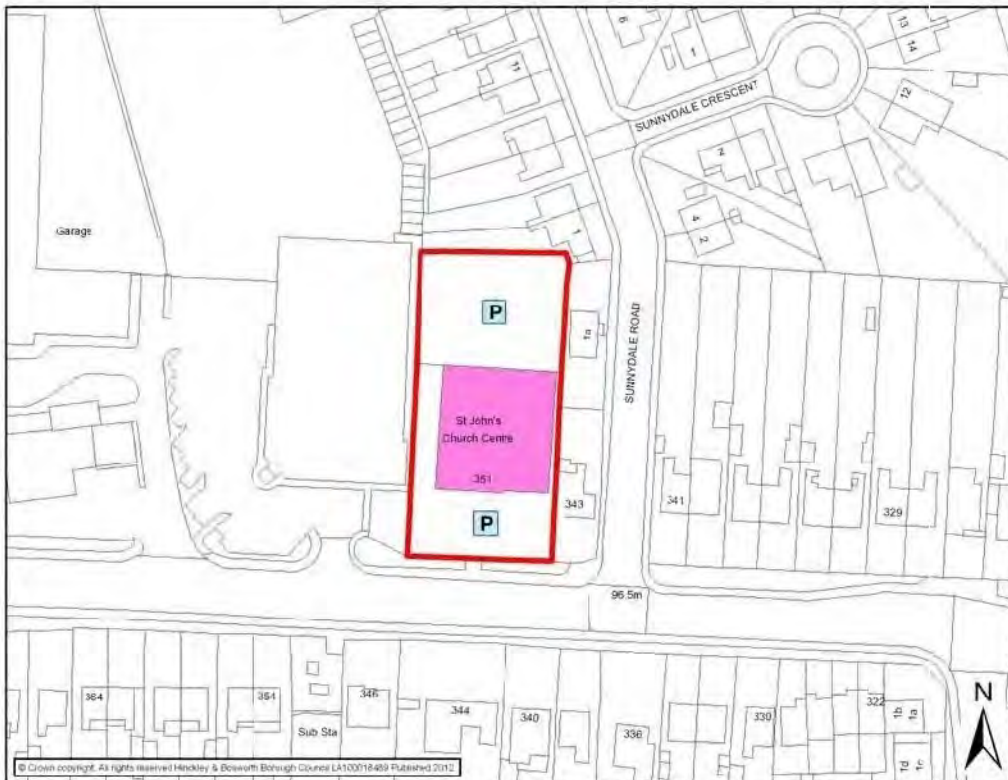 6
1
13
14
11
SUNNYDALE CRESCENT
12
2
4
2
Garage
1
P
SUNNYDALE ROAD
1a
St John's
Church Centre
351
343
341
329
P
96.5m
364
354
346
344
340
336
330
322
1b
1a
Sub Sta
1d
1c
N
© Crown copyright. All rights reserved Hinckley & Bosworth Borough Council LA100018489 Published 2012